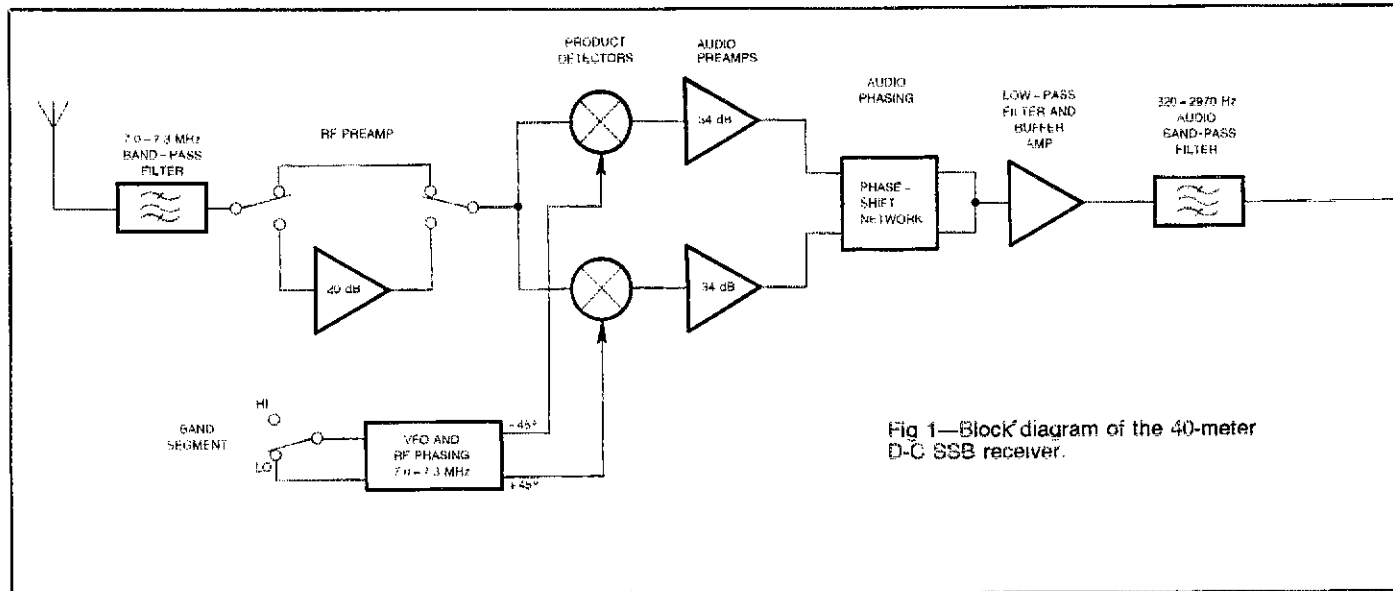 PRODUCT
DETECTORS
AUDIO
PREAMPS
34 dB
AUDIO
PHASING
PHASE-
SHIFT
NETWORK
LOW-PASS
FILTER AND
BUFFER
AMP
320-2970 Hz
AUDIO
BAND-PASS
FILTER
7.0-7.3 MHz
BAND-PASS
FILTER
RF PREAMP
20 dB
34 dB
HI
BAND
SEGMENT
LO
VFO AND
RF PHASING
7.0-7.3 MHz
-45°
+45°
Fig 1—Block diagram of the 40-meter
D-C SSB receiver.